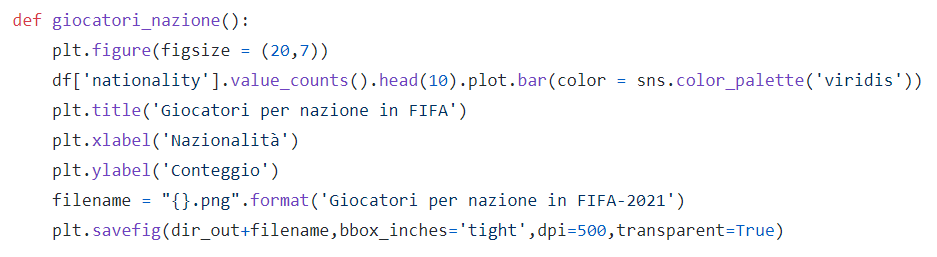 def giocatori_nazione():
    plt.figure(figsize = (20,7))
    df['nationality'].value_counts().head(10).plot.bar(color = sns.color_palette('viridis'))
    plt.title('Giocatori per nazione in FIFA')
    plt.xlabel('Nazionalità')
    plt.ylabel('Conteggio')
    filename = "{}.png".format('Giocatori per nazione in FIFA-2021')
    plt.savefig(dir_out+filename,bbox_inches='tight',dpi=500,transparent=True)